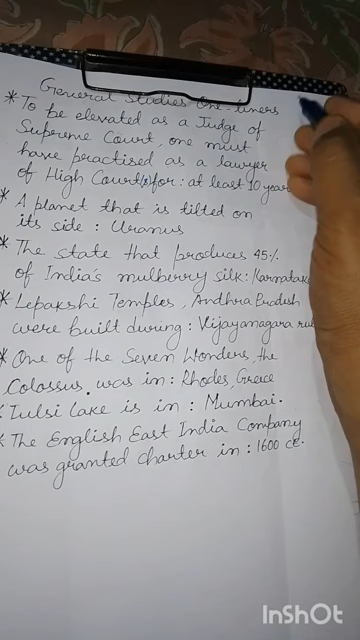 General Studies One-liners
* To be elevated as a Judge of
Supreme Court, one must
have practised as a lawyer
of High Court(s) for: at least 10 years
* A planet that is tilted on
its side : Uranus
* The state that produces 45%
of India's mulberry silk: Karnataka
* Lepakshi Temples, Andhra Pradesh
were built during: Vijayanagara
* One of the Seven Wonders, the
Colossus was in: Rhodes, Greece
* Tulsi Lake is in : Mumbai.
* The English East India Company
was granted charter in : 1600 CE.
InShOt